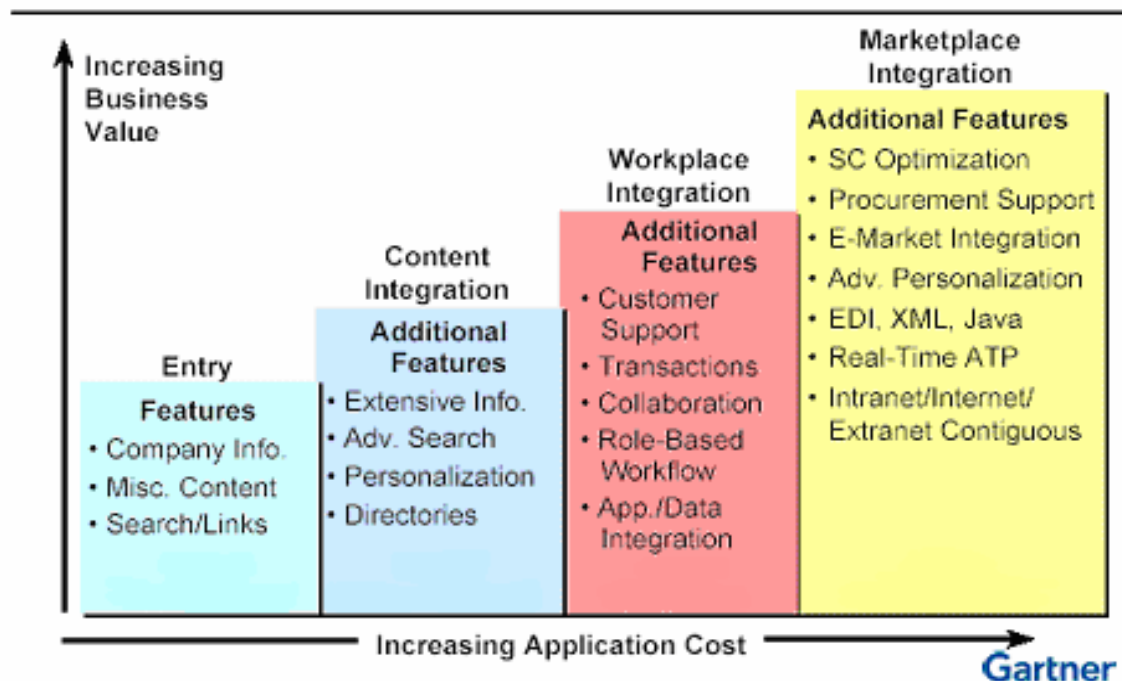 Increasing
Business
Value
Entry
Features
• Company Info.
• Misc. Content
• Search/Links
Content
Integration
Additional
Features
• Extensive Info.
• Adv. Search
• Personalization
• Directories
Workplace
Integration
Additional
Features
• Customer
Support
• Transactions
• Collaboration
• Role-Based
Workflow
• App./Data
Integration
Marketplace
Integration
Additional Features
• SC Optimization
• Procurement Support
• E-Market Integration
• Adv. Personalization
• EDI, XML, Java
• Real-Time ATP
• Intranet/Internet/
Extranet Contiguous
Increasing Application Cost
Gartner